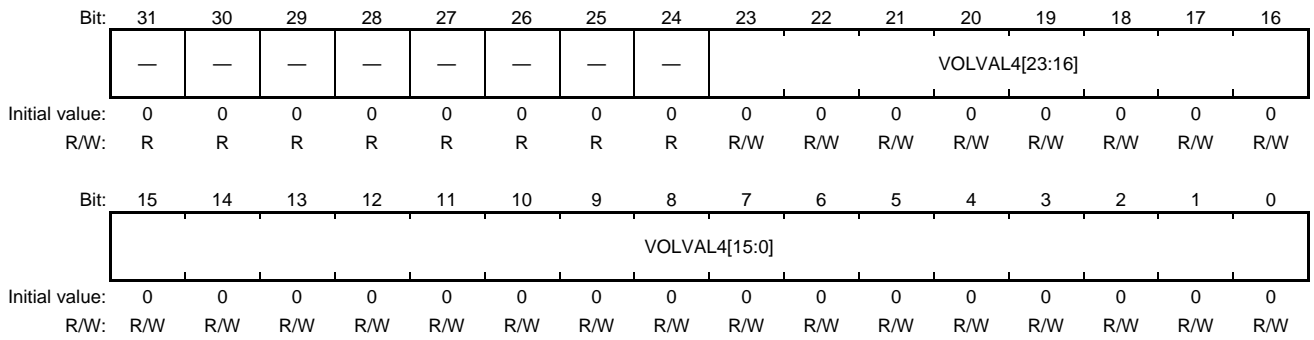 Bit: 31 30 29 28 27 26 25 24 23 22 21 20 19 18 17 16
— — — — — — — — VOLVAL4[23:16]
Initial value: 0 0 0 0 0 0 0 0 0 0 0 0 0 0 0 0
R/W: R R R R R R R R R/W R/W R/W R/W R/W R/W R/W R/W
Bit: 15 14 13 12 11 10 9 8 7 6 5 4 3 2 1 0
VOLVAL4[15:0]
Initial value: 0 0 0 0 0 0 0 0 0 0 0 0 0 0 0 0
R/W: R/W R/W R/W R/W R/W R/W R/W R/W R/W R/W R/W R/W R/W R/W R/W R/W